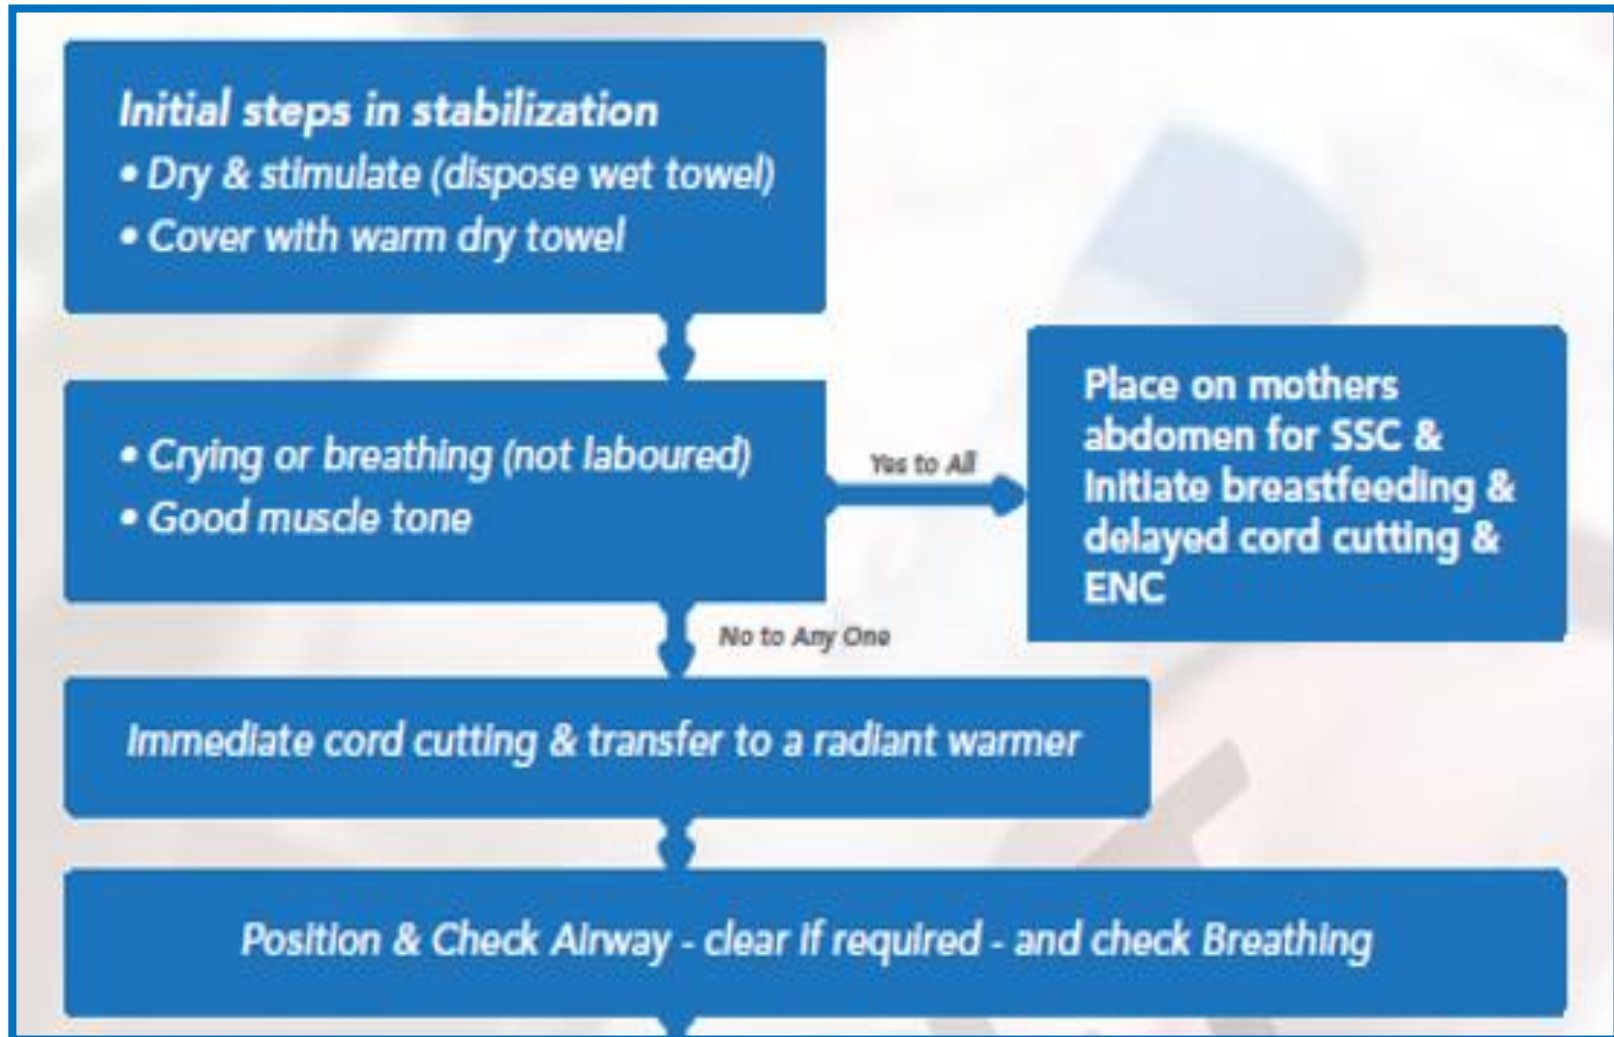 Initial steps in stabilization
• Dry & stimulate (dispose wet towel)
• Cover with warm dry towel
• Crying or breathing (not laboured)
• Good muscle tone
Yes to All
Place on mothers
abdomen for SSC &
Initiate breastfeeding &
delayed cord cutting &
ENC
No to Any One
Immediate cord cutting & transfer to a radiant warmer
Position & Check Airway - clear if required - and check Breathing